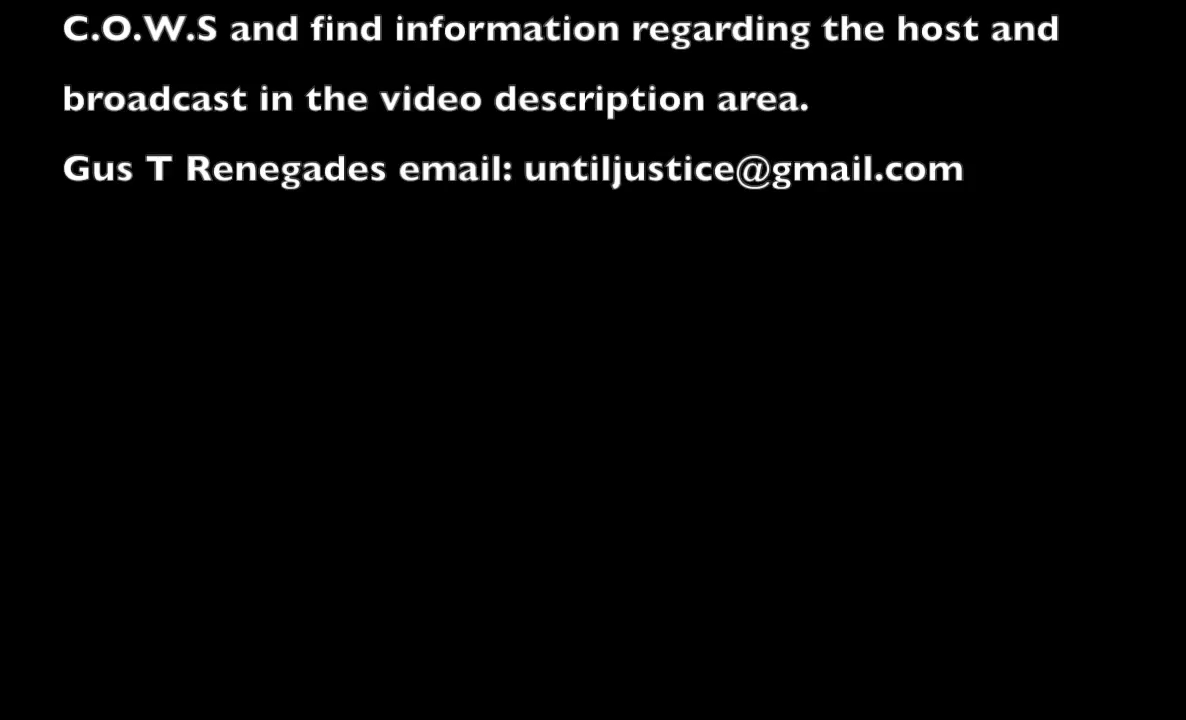 C.O.W.S and find information regarding the host and
broadcast in the video description area.
Gus T Renegades email: untiljustice@gmail.com